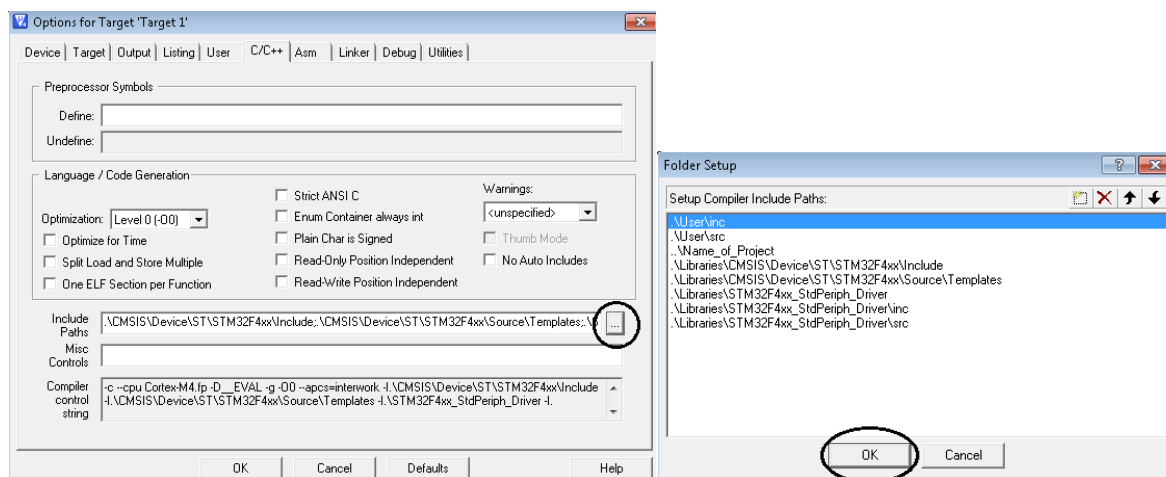 Options for Target 'Target 1'
Device Target Output Listing User C/C++ Asm Linker Debug Utilities
Preprocessor Symbols
Define:
Undefine:
Language / Code Generation
Optimization: Level 0 (-O0)
Optimize for Time
Split Load and Store Multiple
One ELF Section per Function
Strict ANSI C
Enum Container always int
Plain Char is Signed
Read-Only Position Independent
Read-Write Position Independent
Warnings:
<unspecified>
Thumb Mode
No Auto Includes
Include Paths
.\CMSIS\Device\ST\STM32F4xx\Include;.\CMSIS\Device\ST\STM32F4xx\Source\Templates;.\
...
Misc Controls
Compiler control string
-c --cpu Cortex-M4.fp -D__EVAL -g -O0 --apcs=interwork -I.\CMSIS\Device\ST\STM32F4xx\Include
-I.\CMSIS\Device\ST\STM32F4xx\Source\Templates -I.\STM32F4xx_StdPeriph_Driver -I.
OK Cancel Defaults Help
Folder Setup
Setup Compiler Include Paths:
.\User\inc
.\User\src
..\Name_of_Project
.\Libraries\CMSIS\Device\ST\STM32F4xx\Include
.\Libraries\CMSIS\Device\ST\STM32F4xx\Source\Templates
.\Libraries\STM32F4xx_StdPeriph_Driver
.\Libraries\STM32F4xx_StdPeriph_Driver\inc
.\Libraries\STM32F4xx_StdPeriph_Driver\src
OK Cancel